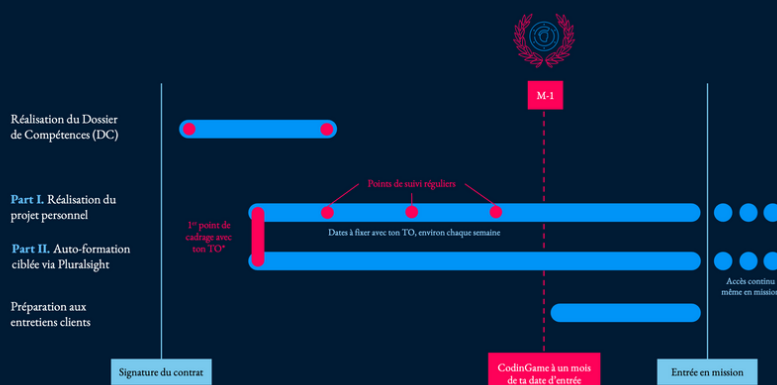 M-1
Réalisation du Dossier
de Compétences (DC)
Points de suivi réguliers
Part I. Réalisation du
projet personnel
1er point de
cadrage avec
ton TO*
Dates à fixer avec ton TO, environ chaque semaine
Part II. Auto-formation
ciblée via Pluralsight
Accès continu
même en mission
Préparation aux
entretiens clients
Signature du contrat
CodinGame à un mois
de ta date d'entrée
Entrée en mission